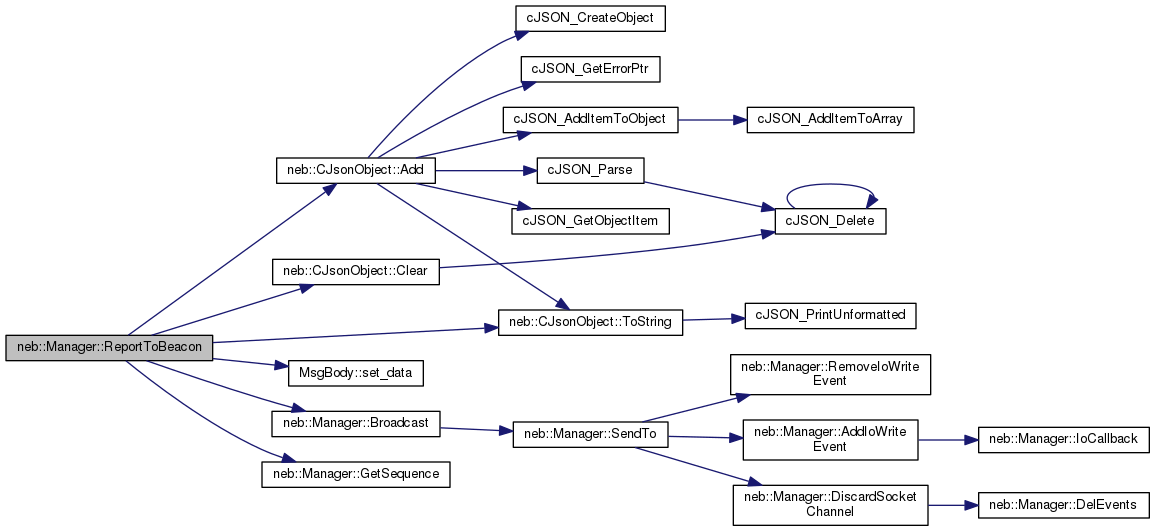 cJSON_CreateObject
cJSON_GetErrorPtr
cJSON_AddItemToObject
cJSON_AddItemToArray
neb::CJsonObject::Add
cJSON_Parse
cJSON_GetObjectItem
cJSON_Delete
neb::CJsonObject::Clear
neb::CJsonObject::ToString
cJSON_PrintUnformatted
neb::Manager::ReportToBeacon
MsgBody::set_data
neb::Manager::RemoveIoWrite
Event
neb::Manager::Broadcast
neb::Manager::SendTo
neb::Manager::AddIoWrite
Event
neb::Manager::IoCallback
neb::Manager::GetSequence
neb::Manager::DiscardSocket
Channel
neb::Manager::DelEvents